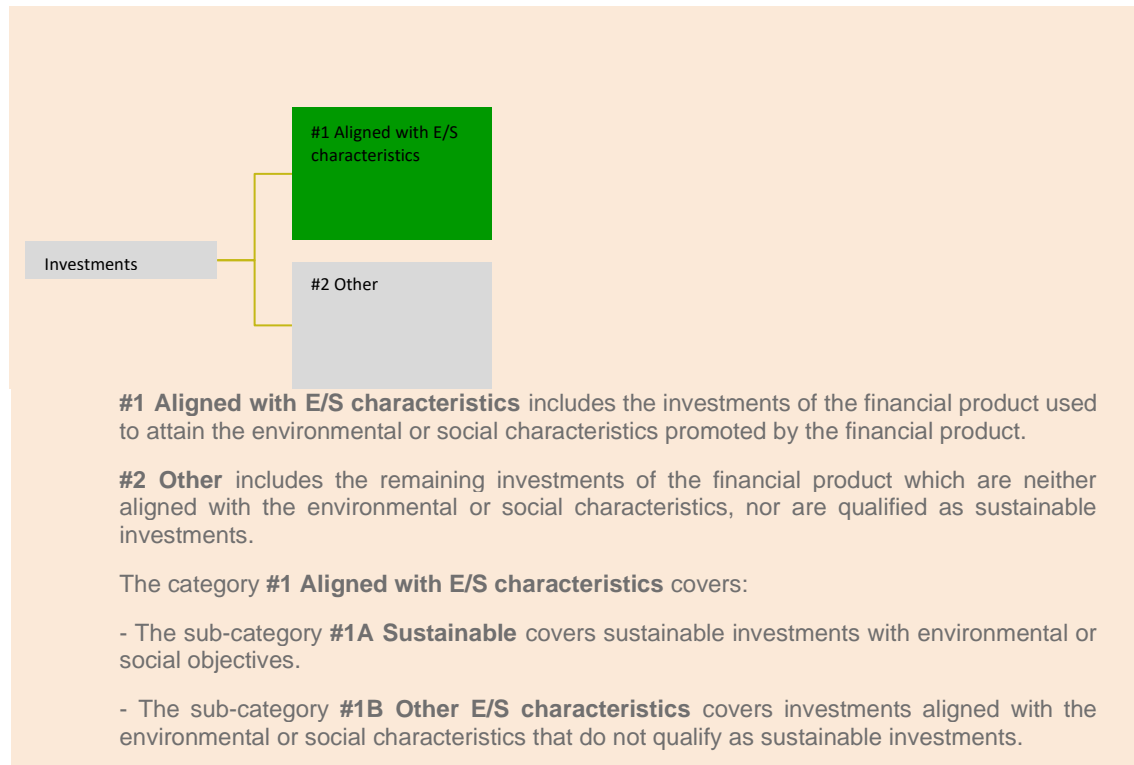 #1 Aligned with E/S
characteristics
Investments
#2 Other
#1 Aligned with E/S characteristics includes the investments of the financial product used
to attain the environmental or social characteristics promoted by the financial product.
#2 Other includes the remaining investments of the financial product which are neither
aligned with the environmental or social characteristics, nor are qualified as sustainable
investments.
The category #1 Aligned with E/S characteristics covers:
- The sub-category #1A Sustainable covers sustainable investments with environmental or
social objectives.
- The sub-category #1B Other E/S characteristics covers investments aligned with the
environmental or social characteristics that do not qualify as sustainable investments.